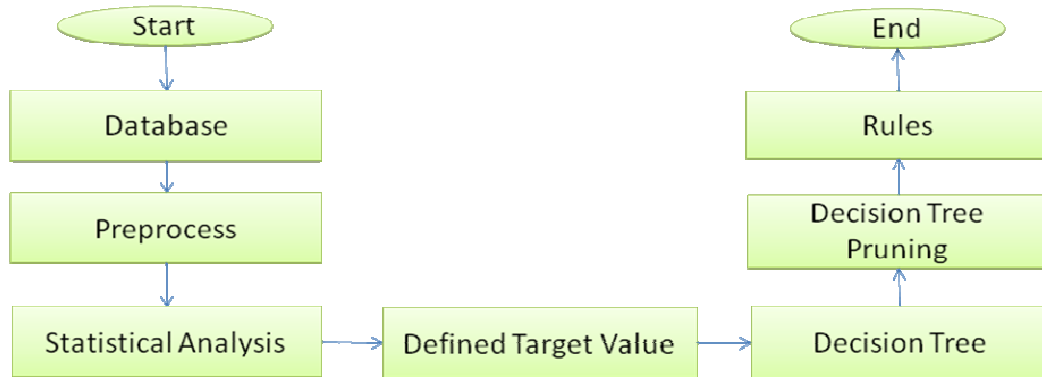 Start
Database
Preprocess
Statistical Analysis
Defined Target Value
Decision Tree
Decision Tree
Pruning
Rules
End